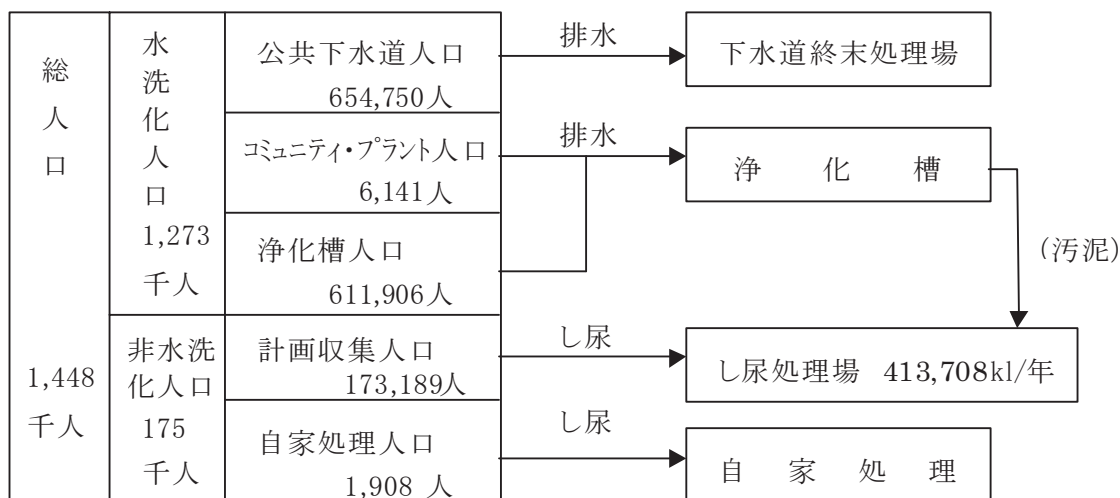 総人口
1,448
千人
水洗化人口
1,273
千人
非水洗
化人口
175
千人
公共下水道人口
654,750人
コミュニティ・プラント人口
6,141人
浄化槽人口
611,906人
計画収集人口
173,189人
自家処理人口
1,908 人
排水
排水
し尿
し尿
下水道終末処理場
浄 化 槽
(汚泥)
し尿処理場 413,708kl/年
自 家 処 理